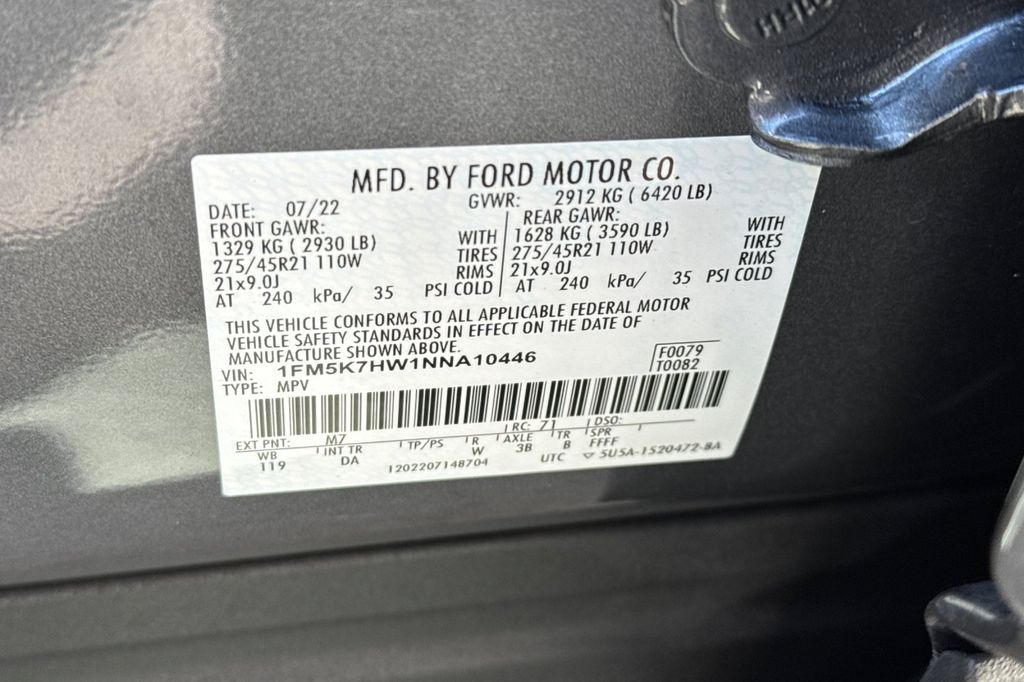 MFD. BY FORD MOTOR CO.
DATE: 07/22 GVWR: 2912 KG ( 6420 LB)
FRONT GAWR: REAR GAWR:
1329 KG ( 2930 LB) WITH 1628 KG ( 3590 LB) WITH
275/45R21 110W TIRES 275/45R21 110W TIRES
21x9.0J RIMS 21x9.0J RIMS
AT 240 kPa/ 35 PSI COLD AT 240 kPa/ 35 PSI COLD
THIS VEHICLE CONFORMS TO ALL APPLICABLE FEDERAL MOTOR
VEHICLE SAFETY STANDARDS IN EFFECT ON THE DATE OF
MANUFACTURE SHOWN ABOVE.
VIN: 1FM5K7HW1NNA10446 F0079
TYPE: MPV T0082
EXT PNT: M7 RC: 71 DSO:
WB INT TR TP/PS R AXLE TR SPR
119 DA W 3B B FFFF
1202207148704 UTC ▽ 5U5A-1520472-8A